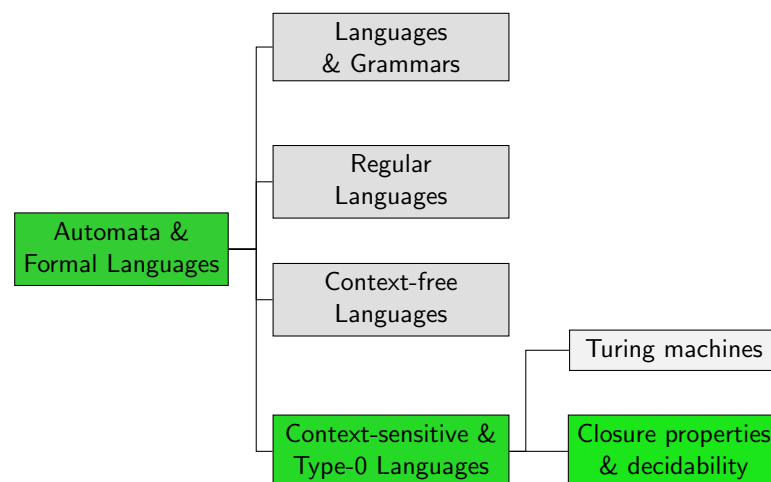 Languages
& Grammars
Regular
Languages
Automata &
Formal Languages
Context-free
Languages
Turing machines
Context-sensitive &
Type-0 Languages
Closure properties
& decidability